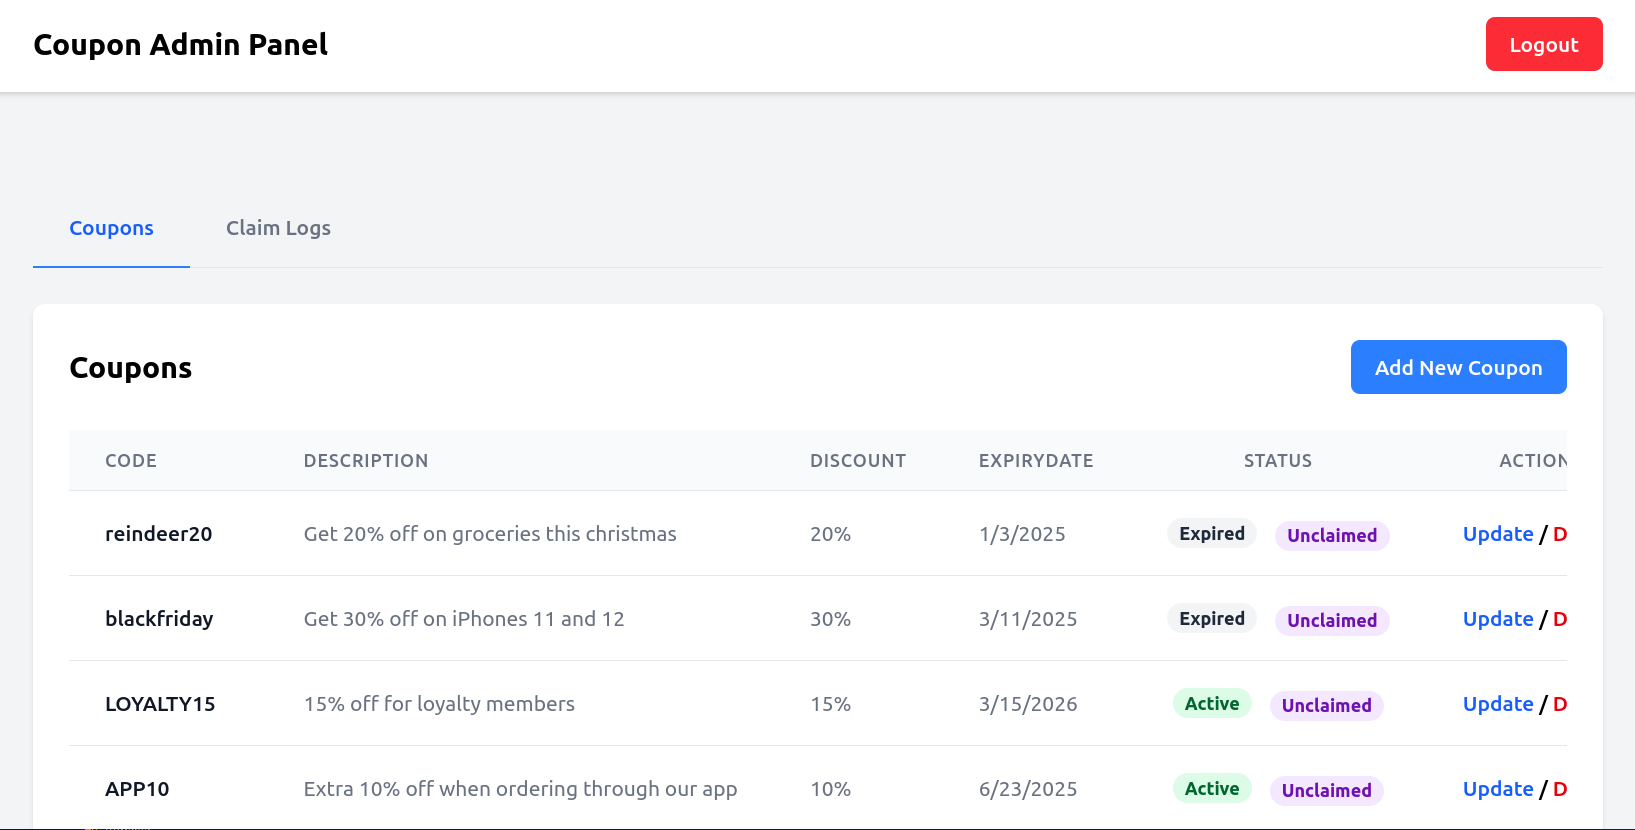 Coupon Admin Panel Logout
Coupons Claim Logs
Coupons Add New Coupon
CODE DESCRIPTION DISCOUNT EXPIRYDATE STATUS ACTION
reindeer20 Get 20% off on groceries this christmas 20% 1/3/2025 Expired Unclaimed Update / D
blackfriday Get 30% off on iPhones 11 and 12 30% 3/11/2025 Expired Unclaimed Update / D
LOYALTY15 15% off for loyalty members 15% 3/15/2026 Active Unclaimed Update / D
APP10 Extra 10% off when ordering through our app 10% 6/23/2025 Active Unclaimed Update / D